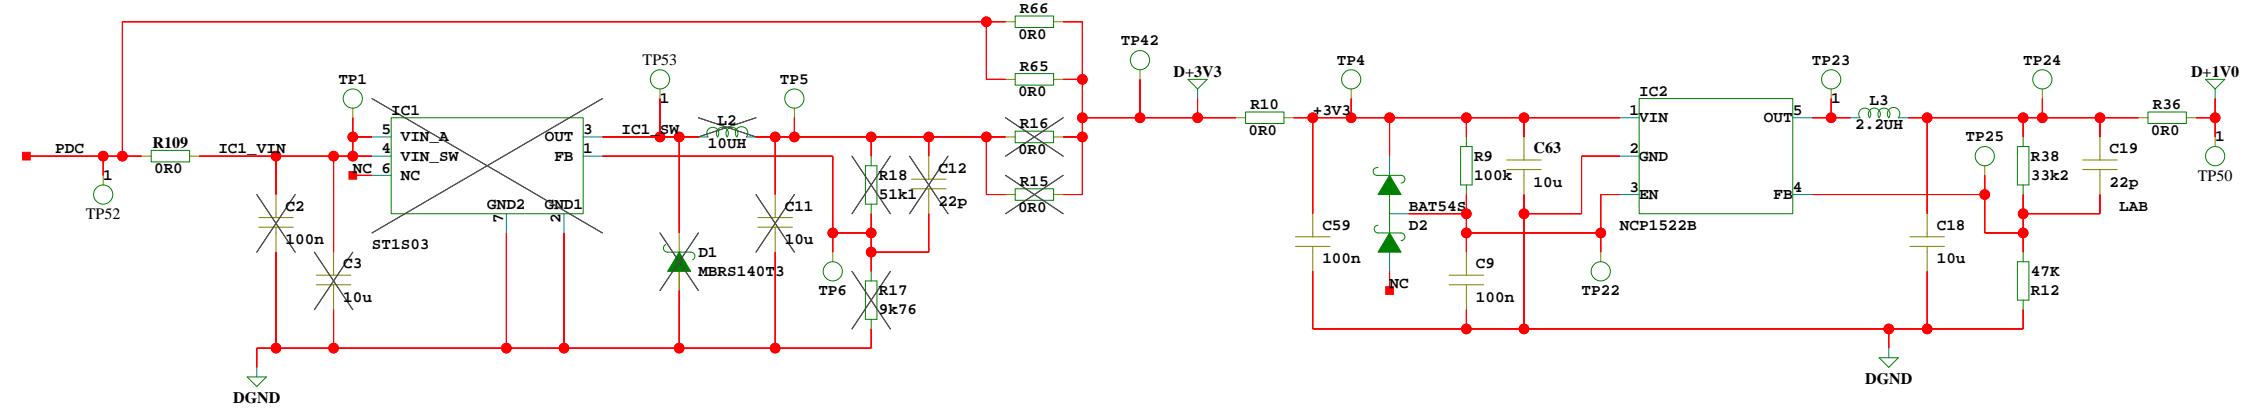 R66
0R0
R65
0R0
R16
0R0
R15
0R0
PDC
1
TP52
R109
0R0
IC1_VIN
TP1
NC
C2
100n
C3
10u
IC1
5
4
6
VIN_A
VIN_SW
NC
OUT
FB
3
1
GND2
GND1
7
2
ST1S03
DGND
TP53
1
IC1_SW
L2
10UH
TP5
D1
MBRS140T3
C11
10u
TP6
R18
51k1
C12
22p
R17
9k76
TP42
D+3V3
R10
0R0
+3V3
TP4
C59
100n
BAT54S
D2
NC
R9
100k
C9
100n
C63
10u
TP22
IC2
1
2
3
VIN
GND
EN
OUT
FB
5
4
NCP1522B
TP23
1
L3
2.2UH
TP25
C18
10u
TP24
R38
33k2
C19
22p
LAB
47K
R12
DGND
R36
0R0
D+1V0
1
TP50